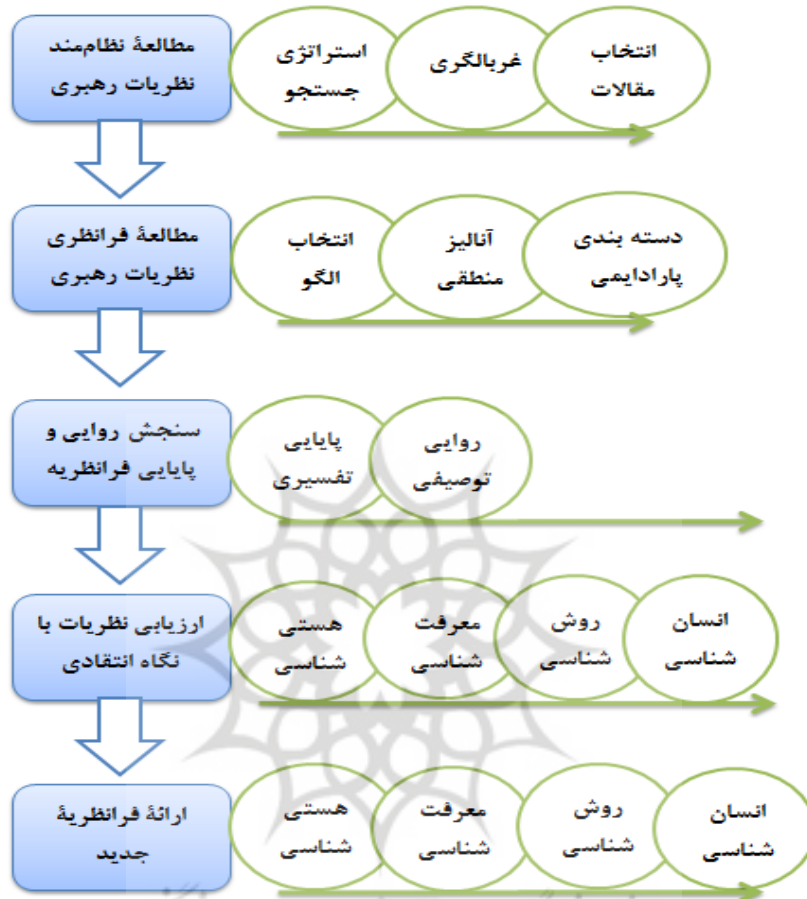 مطالعۀ نظام‌مند
نظریات رهبری
استراتژی
جستجو
غربالگری
انتخاب
مقالات
مطالعۀ فرانظری
نظریات رهبری
انتخاب
الگو
آنالیز
منطقی
دسته بندی
پارادایمی
سنجش روایی و
پایایی فرانظریه
پایایی
تفسیری
روایی
توصیفی
ارزیابی نظریات با
نگاه انتقادی
هستی
شناسی
معرفت
شناسی
روش
شناسی
انسان
شناسی
ارائۀ فرانظریۀ
جدید
هستی
شناسی
معرفت
شناسی
روش
شناسی
انسان
شناسی